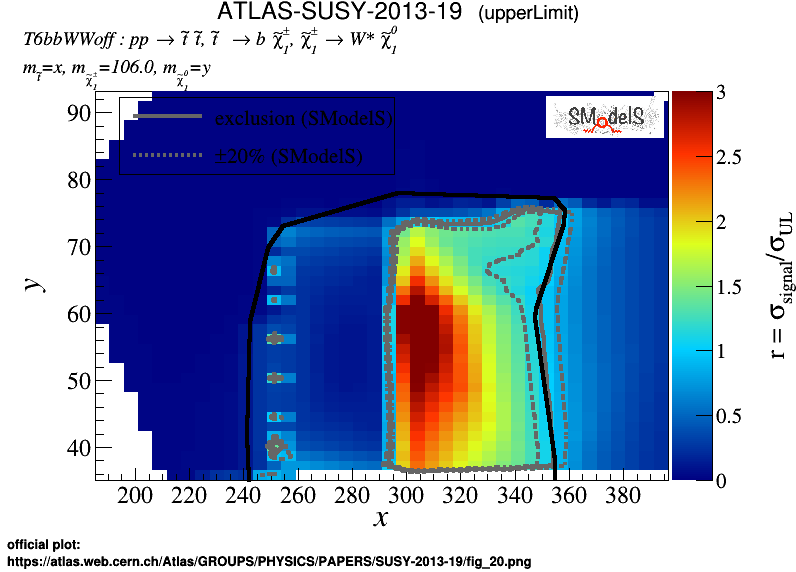 ATLAS-SUSY-2013-19 (upperLimit)
T6bbWWoff : pp → t̃ t̃, t̃ → b χ̃₁±, χ̃₁± → W* χ̃₁⁰
m_t̃=x, m_χ̃₁±=106.0, m_χ̃₁⁰=y
exclusion (SModelS)
±20% (SModelS)
SModelS
90
80
70
60
50
40
y
200 220 240 260 280 300 320 340 360 380
x
3
2.5
2
1.5
1
0.5
0
r = σ_signal/σ_UL
official plot:
https://atlas.web.cern.ch/Atlas/GROUPS/PHYSICS/PAPERS/SUSY-2013-19/fig_20.png